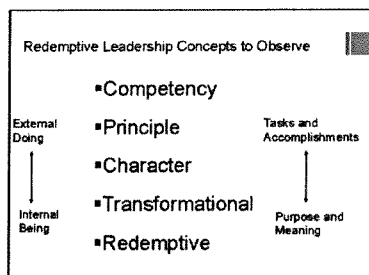 Redemptive Leadership Concepts to Observe
▪Competency
External
Doing
▪Principle
Tasks and
Accomplishments
▪Character
▪Transformational
Internal
Being
Purpose and
Meaning
▪Redemptive